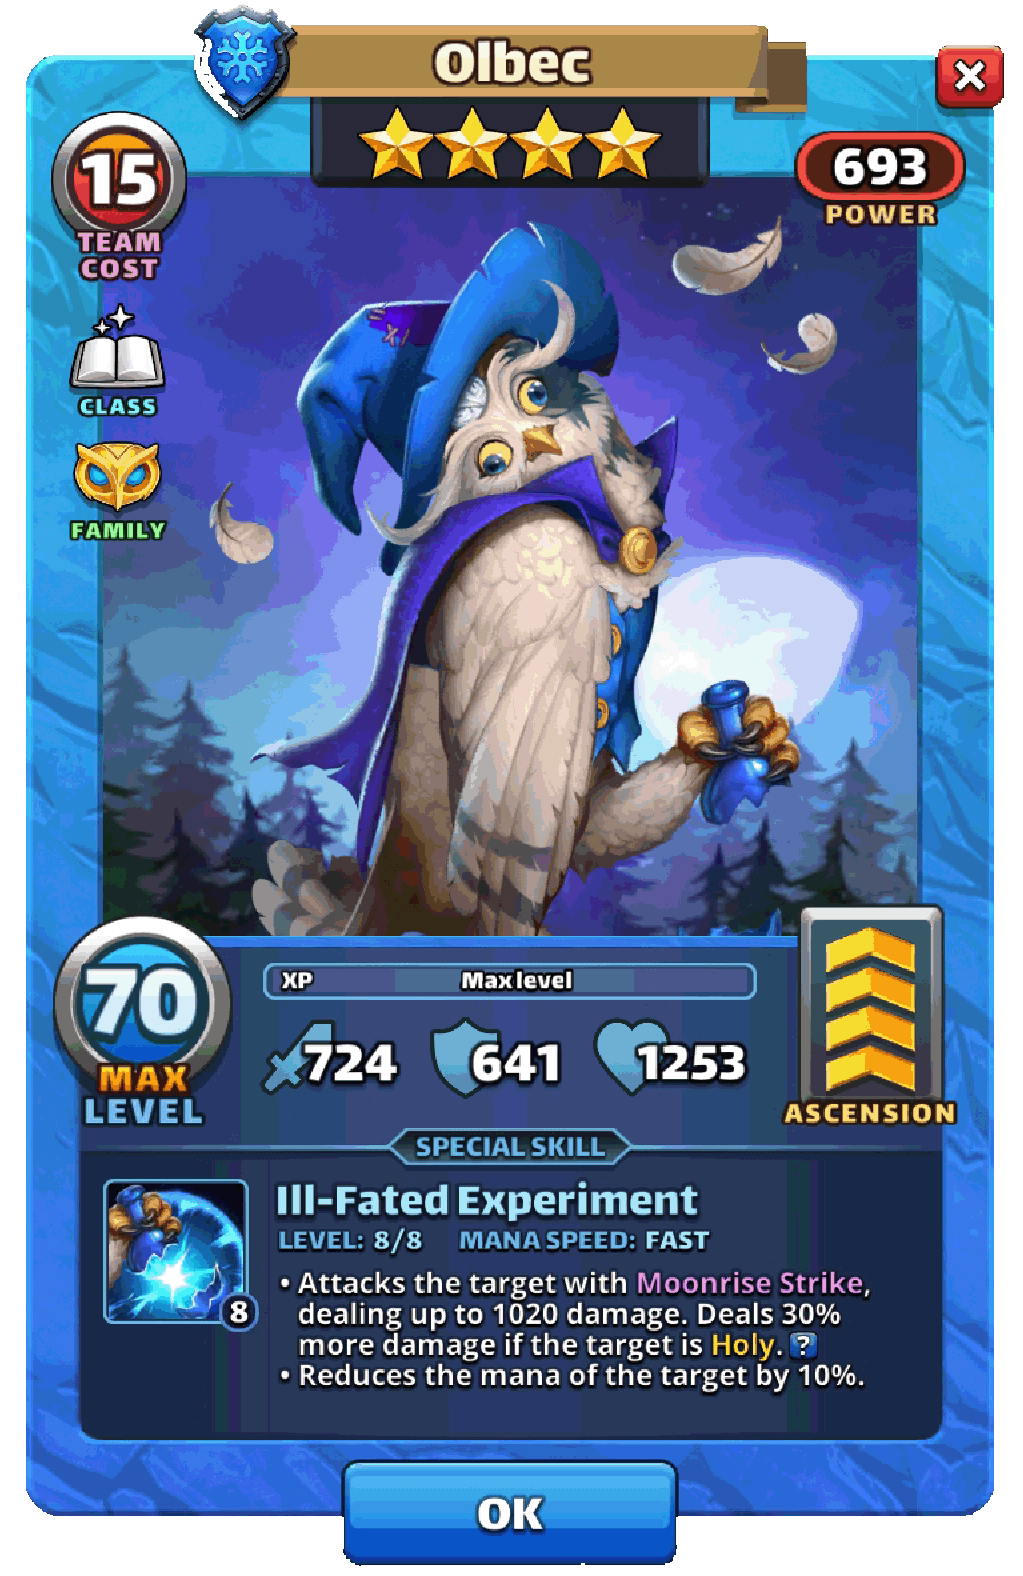 Olbec
15
TEAM
COST
693
POWER
CLASS
FAMILY
70
MAX
LEVEL
XP Max level
724 641 1253
ASCENSION
SPECIAL SKILL
8
Ill-Fated Experiment
LEVEL: 8/8 MANA SPEED: FAST
• Attacks the target with Moonrise Strike,
dealing up to 1020 damage. Deals 30%
more damage if the target is Holy. ?
• Reduces the mana of the target by 10%.
OK